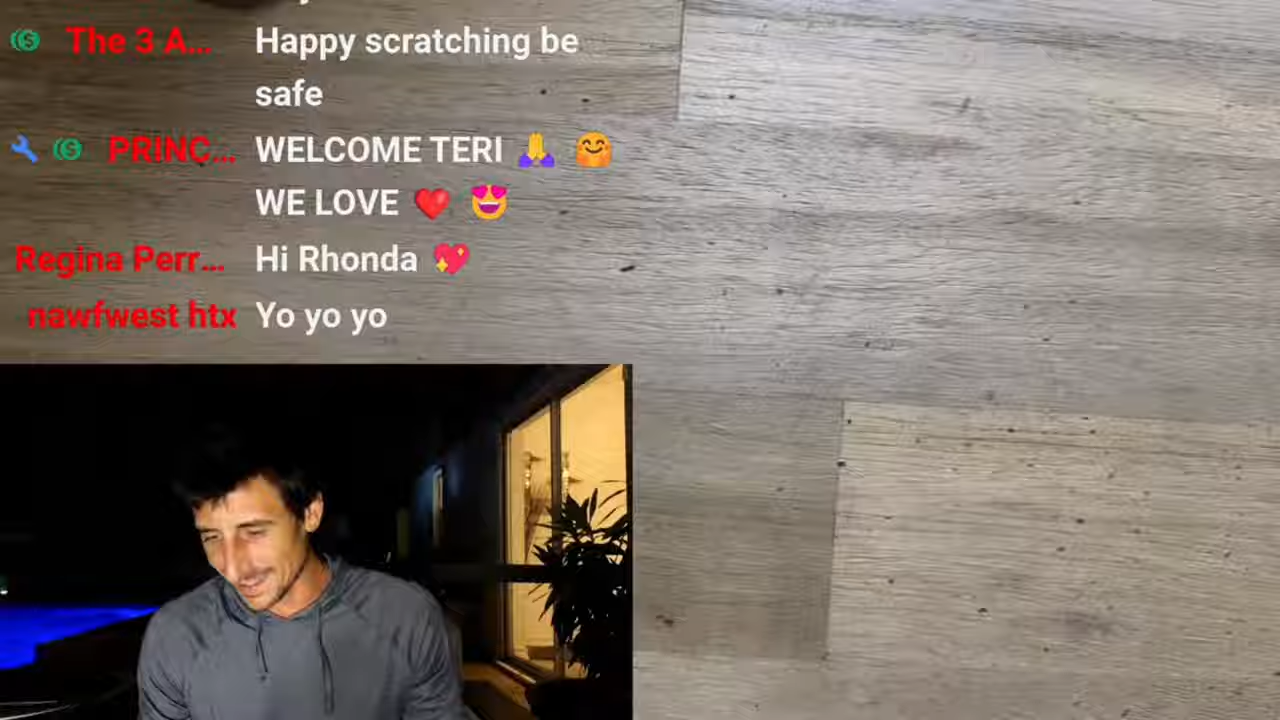 The 3 A... Happy scratching be
safe
PRINC... WELCOME TERI 🙏 🤗
WE LOVE ❤️ 😍
Regina Perr... Hi Rhonda 💖
nawfwest htx Yo yo yo